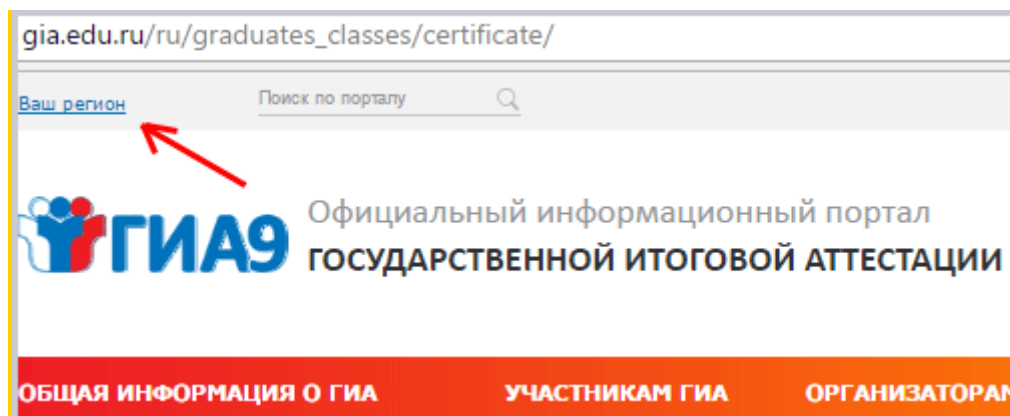 gia.edu.ru/ru/graduates_classes/certificate/
Ваш регион
Поиск по порталу
ГИА9
Официальный информационный портал
ГОСУДАРСТВЕННОЙ ИТОГОВОЙ АТТЕСТАЦИИ
ОБЩАЯ ИНФОРМАЦИЯ О ГИА
УЧАСТНИКАМ ГИА
ОРГАНИЗАТОРАМ